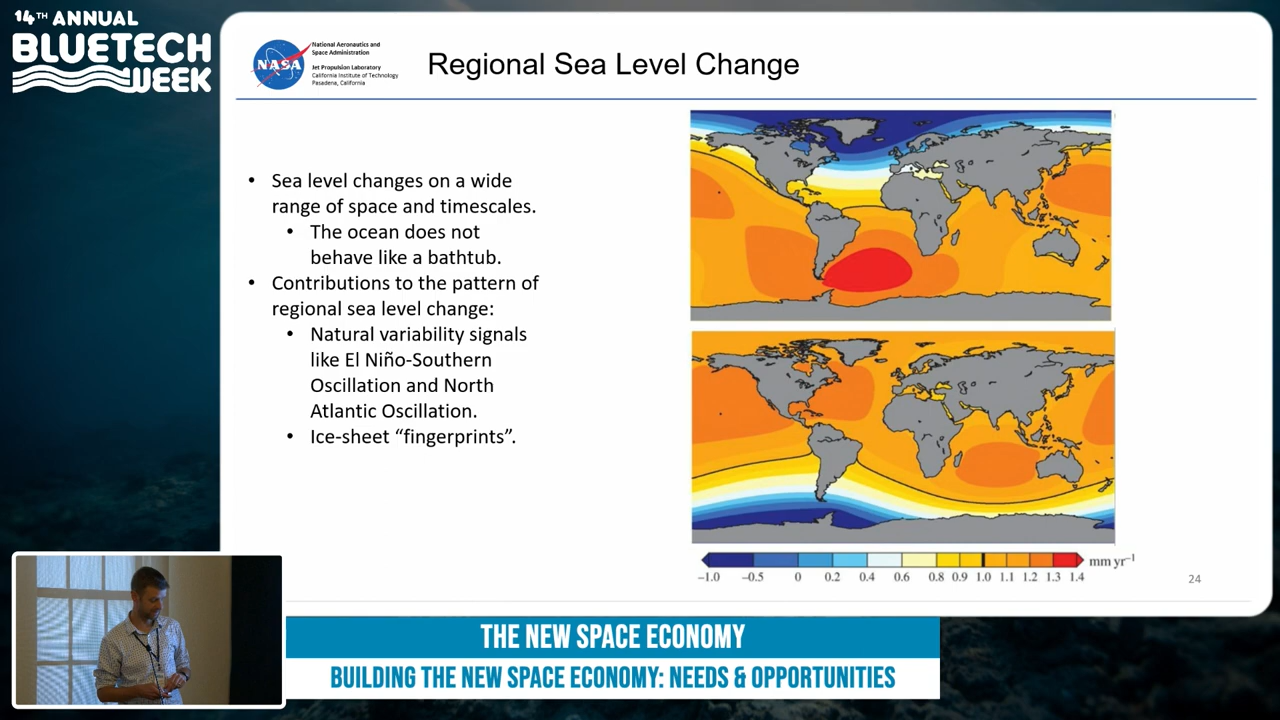 14TH ANNUAL
BLUETECH
WEEK
NASA
National Aeronautics and
Space Administration
Jet Propulsion Laboratory
California Institute of Technology
Pasadena, California
Regional Sea Level Change
• Sea level changes on a wide
range of space and timescales.
• The ocean does not
behave like a bathtub.
• Contributions to the pattern of
regional sea level change:
• Natural variability signals
like El Niño-Southern
Oscillation and North
Atlantic Oscillation.
• Ice-sheet “fingerprints”.
−1.0 −0.5 0 0.2 0.4 0.6 0.8 0.9 1.0 1.1 1.2 1.3 1.4 mm yr⁻¹
24
THE NEW SPACE ECONOMY
BUILDING THE NEW SPACE ECONOMY: NEEDS & OPPORTUNITIES